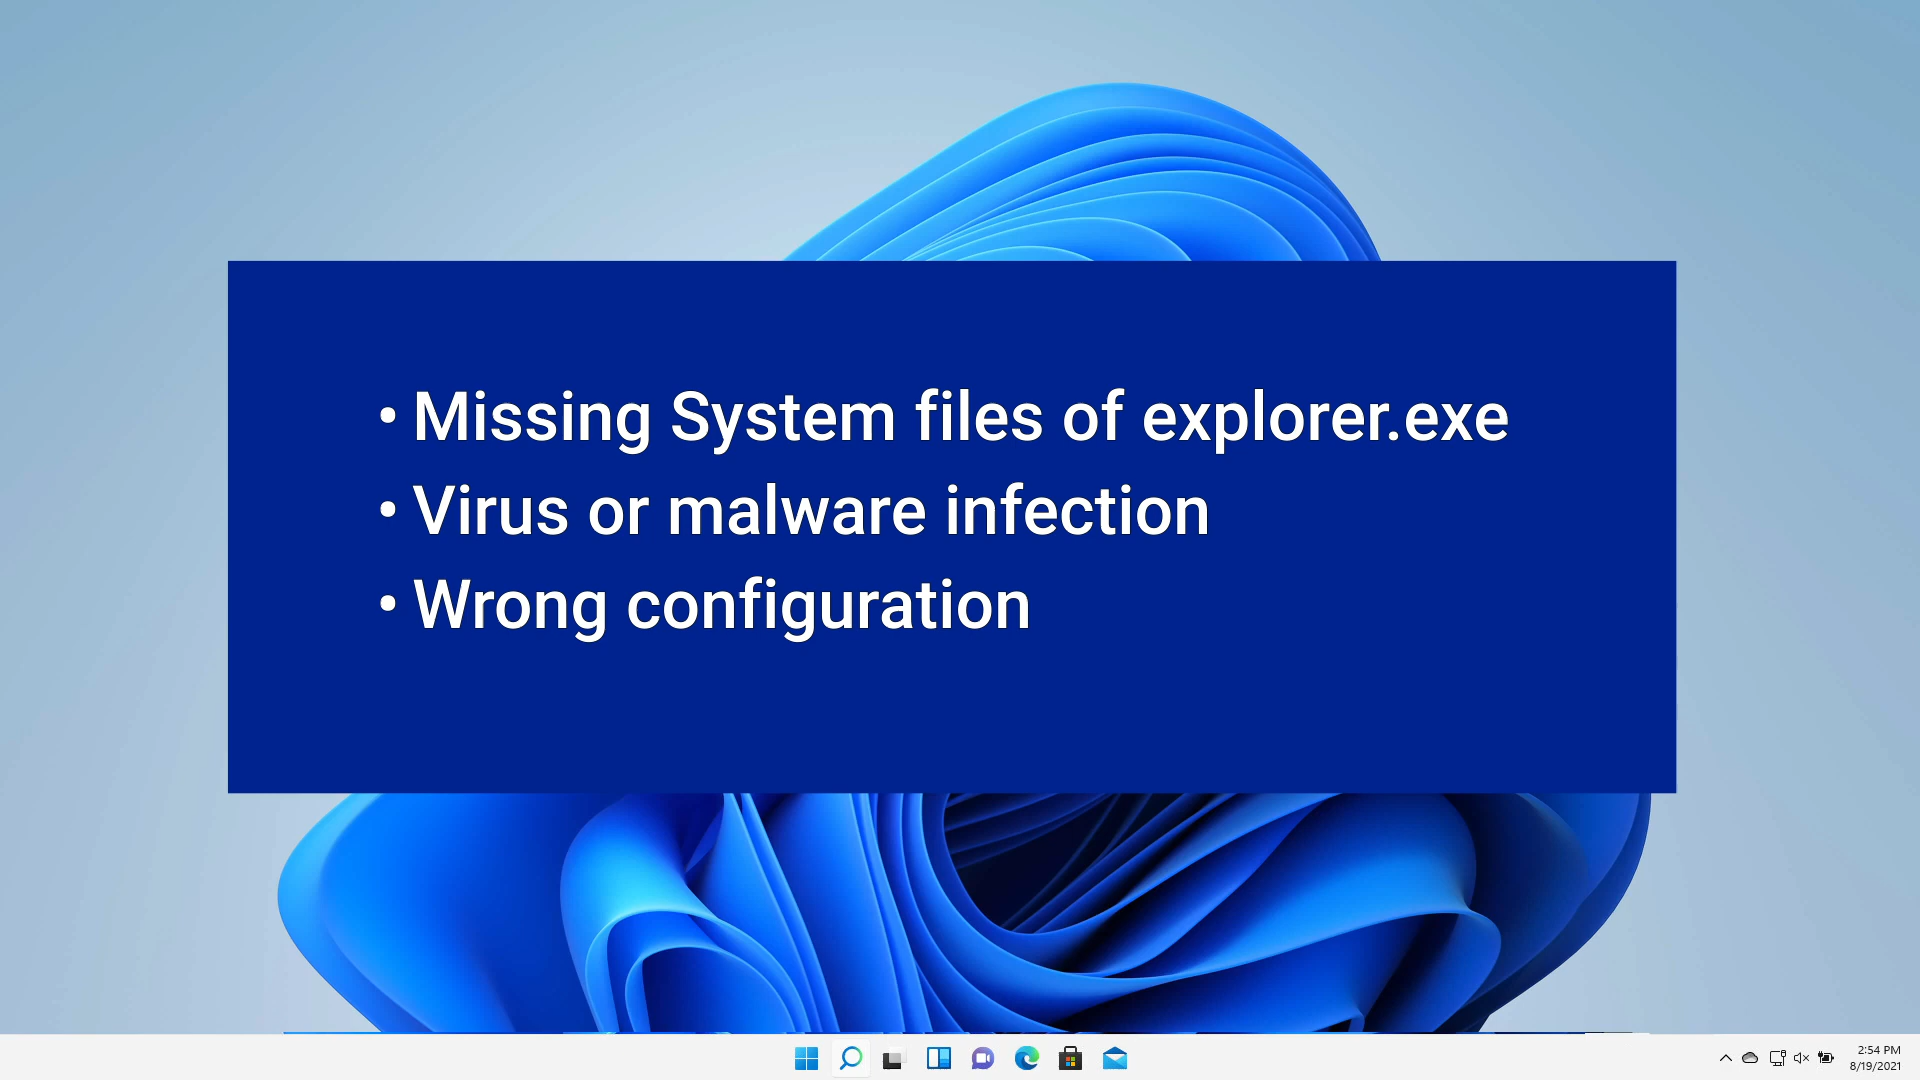 • Missing System files of explorer.exe
• Virus or malware infection
• Wrong configuration
2:54 PM
8/19/2021